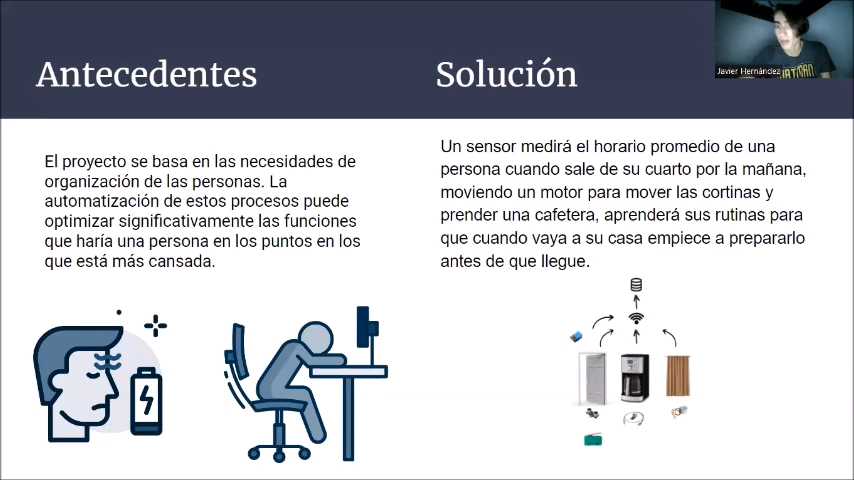 Antecedentes
Solución
Javier Hernández
El proyecto se basa en las necesidades de
organización de las personas. La
automatización de estos procesos puede
optimizar significativamente las funciones
que haría una persona en los puntos en los
que está más cansada.
Un sensor medirá el horario promedio de una
persona cuando sale de su cuarto por la mañana,
moviendo un motor para mover las cortinas y
prender una cafetera, aprenderá sus rutinas para
que cuando vaya a su casa empiece a prepararlo
antes de que llegue.